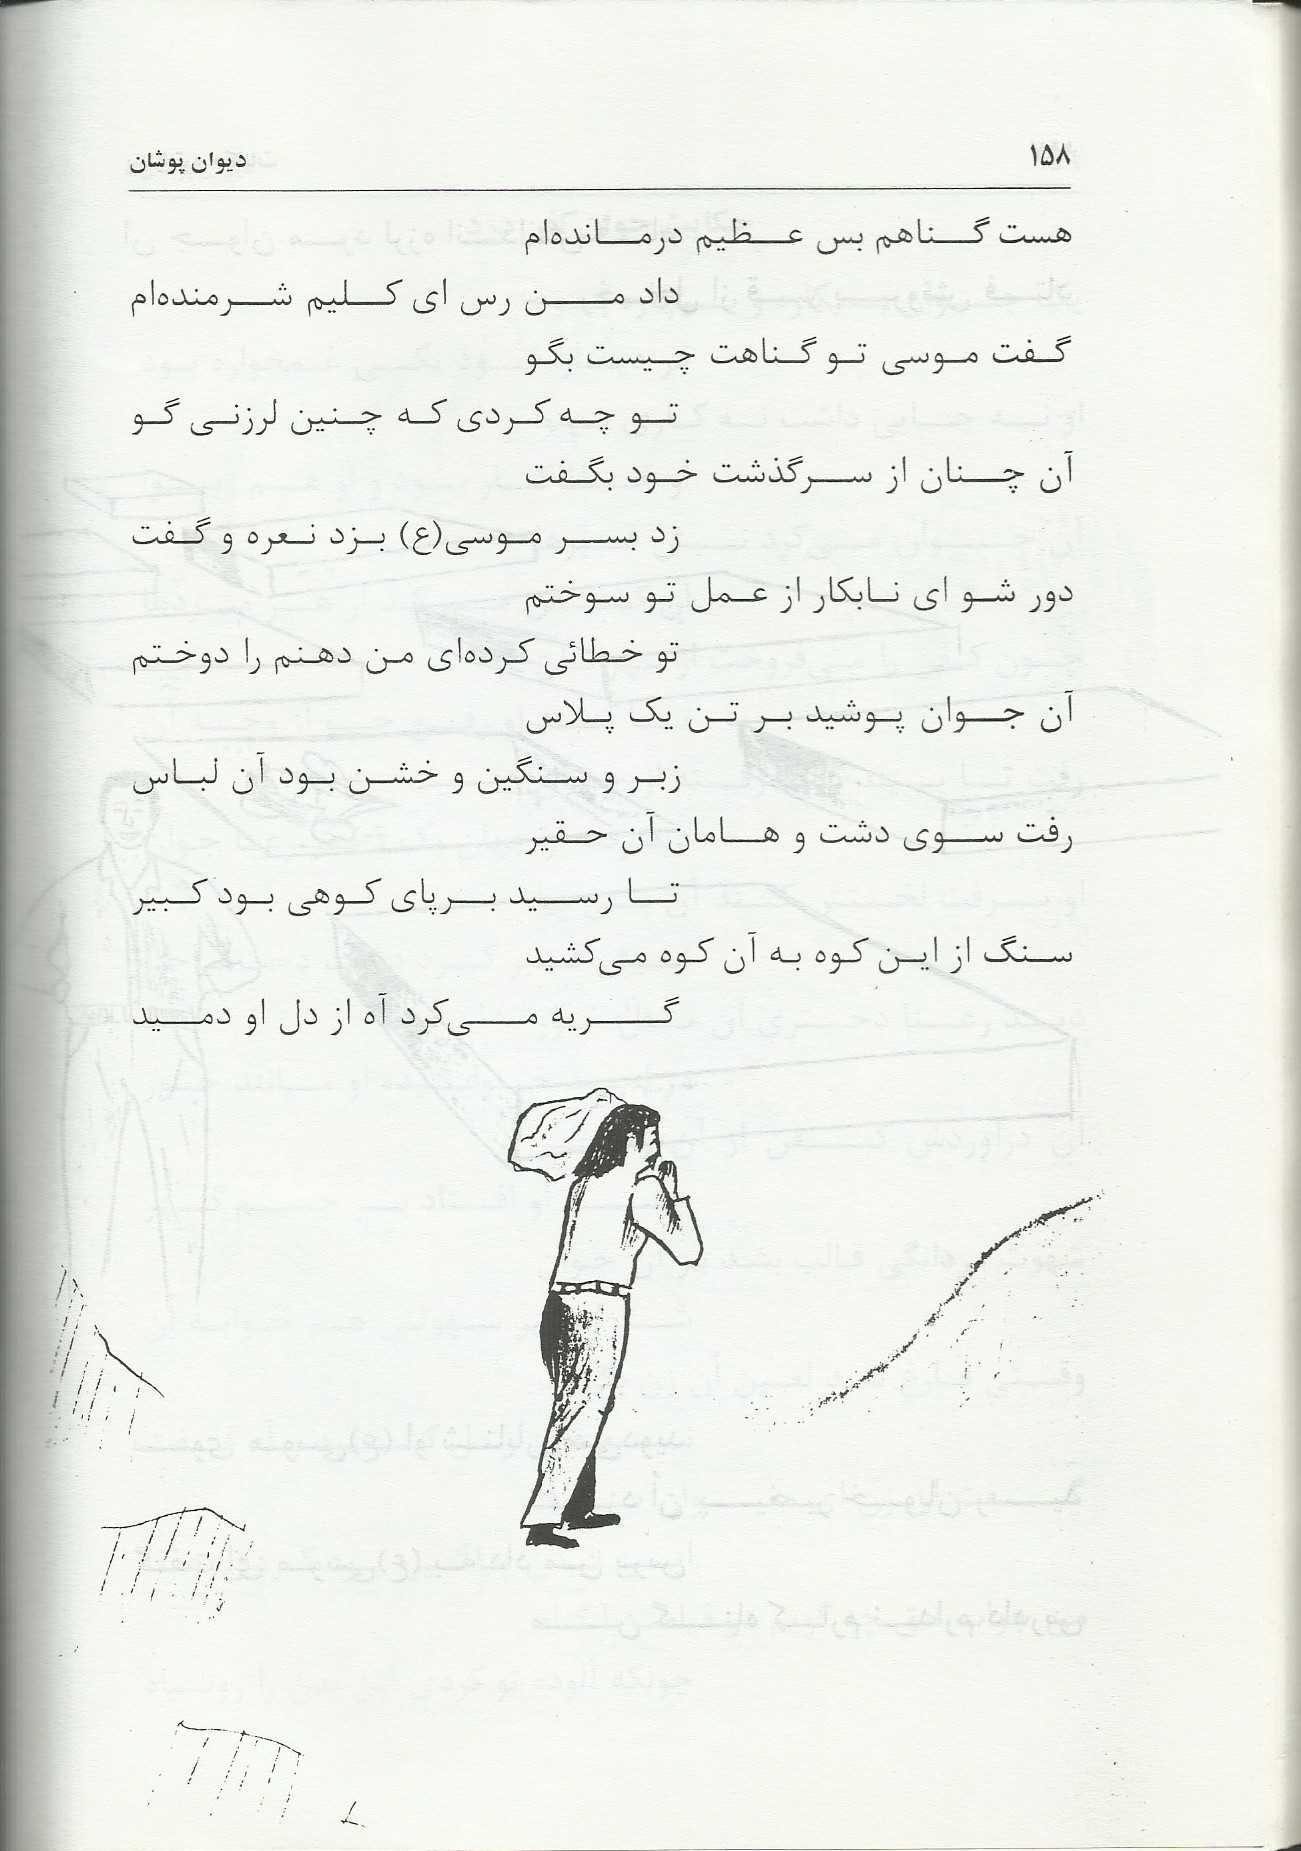 ۱۵۸
دیوان پوشان
هست گناهم بس عظیم درمانده‌ام
داد من رس ای کلیم شرمنده‌ام
گفت موسی تو گناهت چیست بگو
تو چه کردی که چنین لرزنی گو
آن چنان از سرگذشت خود بگفت
زد بسر موسی(ع) بزد نعره و گفت
دور شو ای نابکار از عمل تو سوختم
تو خطائی کرده‌ای من دهنم را دوختم
آن جوان پوشید بر تن یک پلاس
زبر و سنگین و خشن بود آن لباس
رفت سوی دشت و هامان آن حقیر
تا رسید برپای کوهی بود کبیر
سنگ از این کوه به آن کوه می‌کشید
گریه می‌کرد آه از دل او دمید